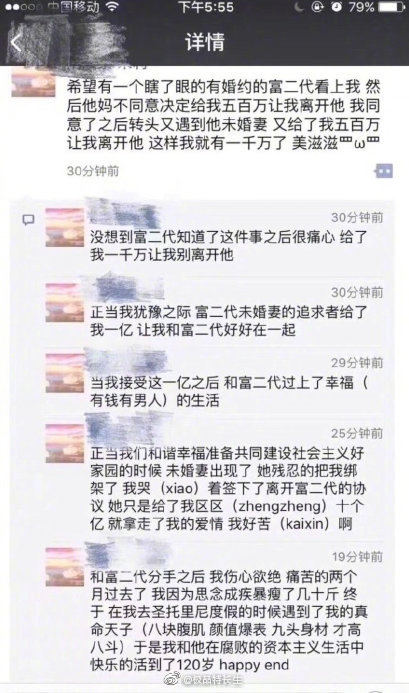 中国移动
下午5:55
79%
详情
希望有一个瞎了眼的有婚约的富二代看上我 然
后他妈不同意决定给我五百万让我离开他 我同
意了之后转头又遇到他未婚妻 又给了我五百万
让我离开他 这样我就有一千万了 美滋滋罒ω罒
30分钟前
30分钟前
没想到富二代知道了这件事之后很痛心 给了
我一千万让我别离开他
30分钟前
正当我犹豫之际 富二代未婚妻的追求者给了
我一亿 让我和富二代好好在一起
29分钟前
当我接受这一亿之后 和富二代过上了幸福（
有钱有男人）的生活
25分钟前
正当我们和谐幸福准备共同建设社会主义好
家园的时候 未婚妻出现了 她残忍的把我绑
架了 我哭（xiao）着签下了离开富二代的协
议 她只是给了我区区（zhengzheng）十个
亿 就拿走了我的爱情 我好苦（kaixin）啊
19分钟前
和富二代分手之后 我伤心欲绝 痛苦的两个
月过去了 我因为思念成疾暴瘦了几十斤 终
于 在我去圣托里尼度假的时候遇到了我的真
命天子（八块腹肌 颜值爆表 九头身材 才高
八斗）于是我和他在腐败的资本主义生活中
快乐的活到了120岁 happy end